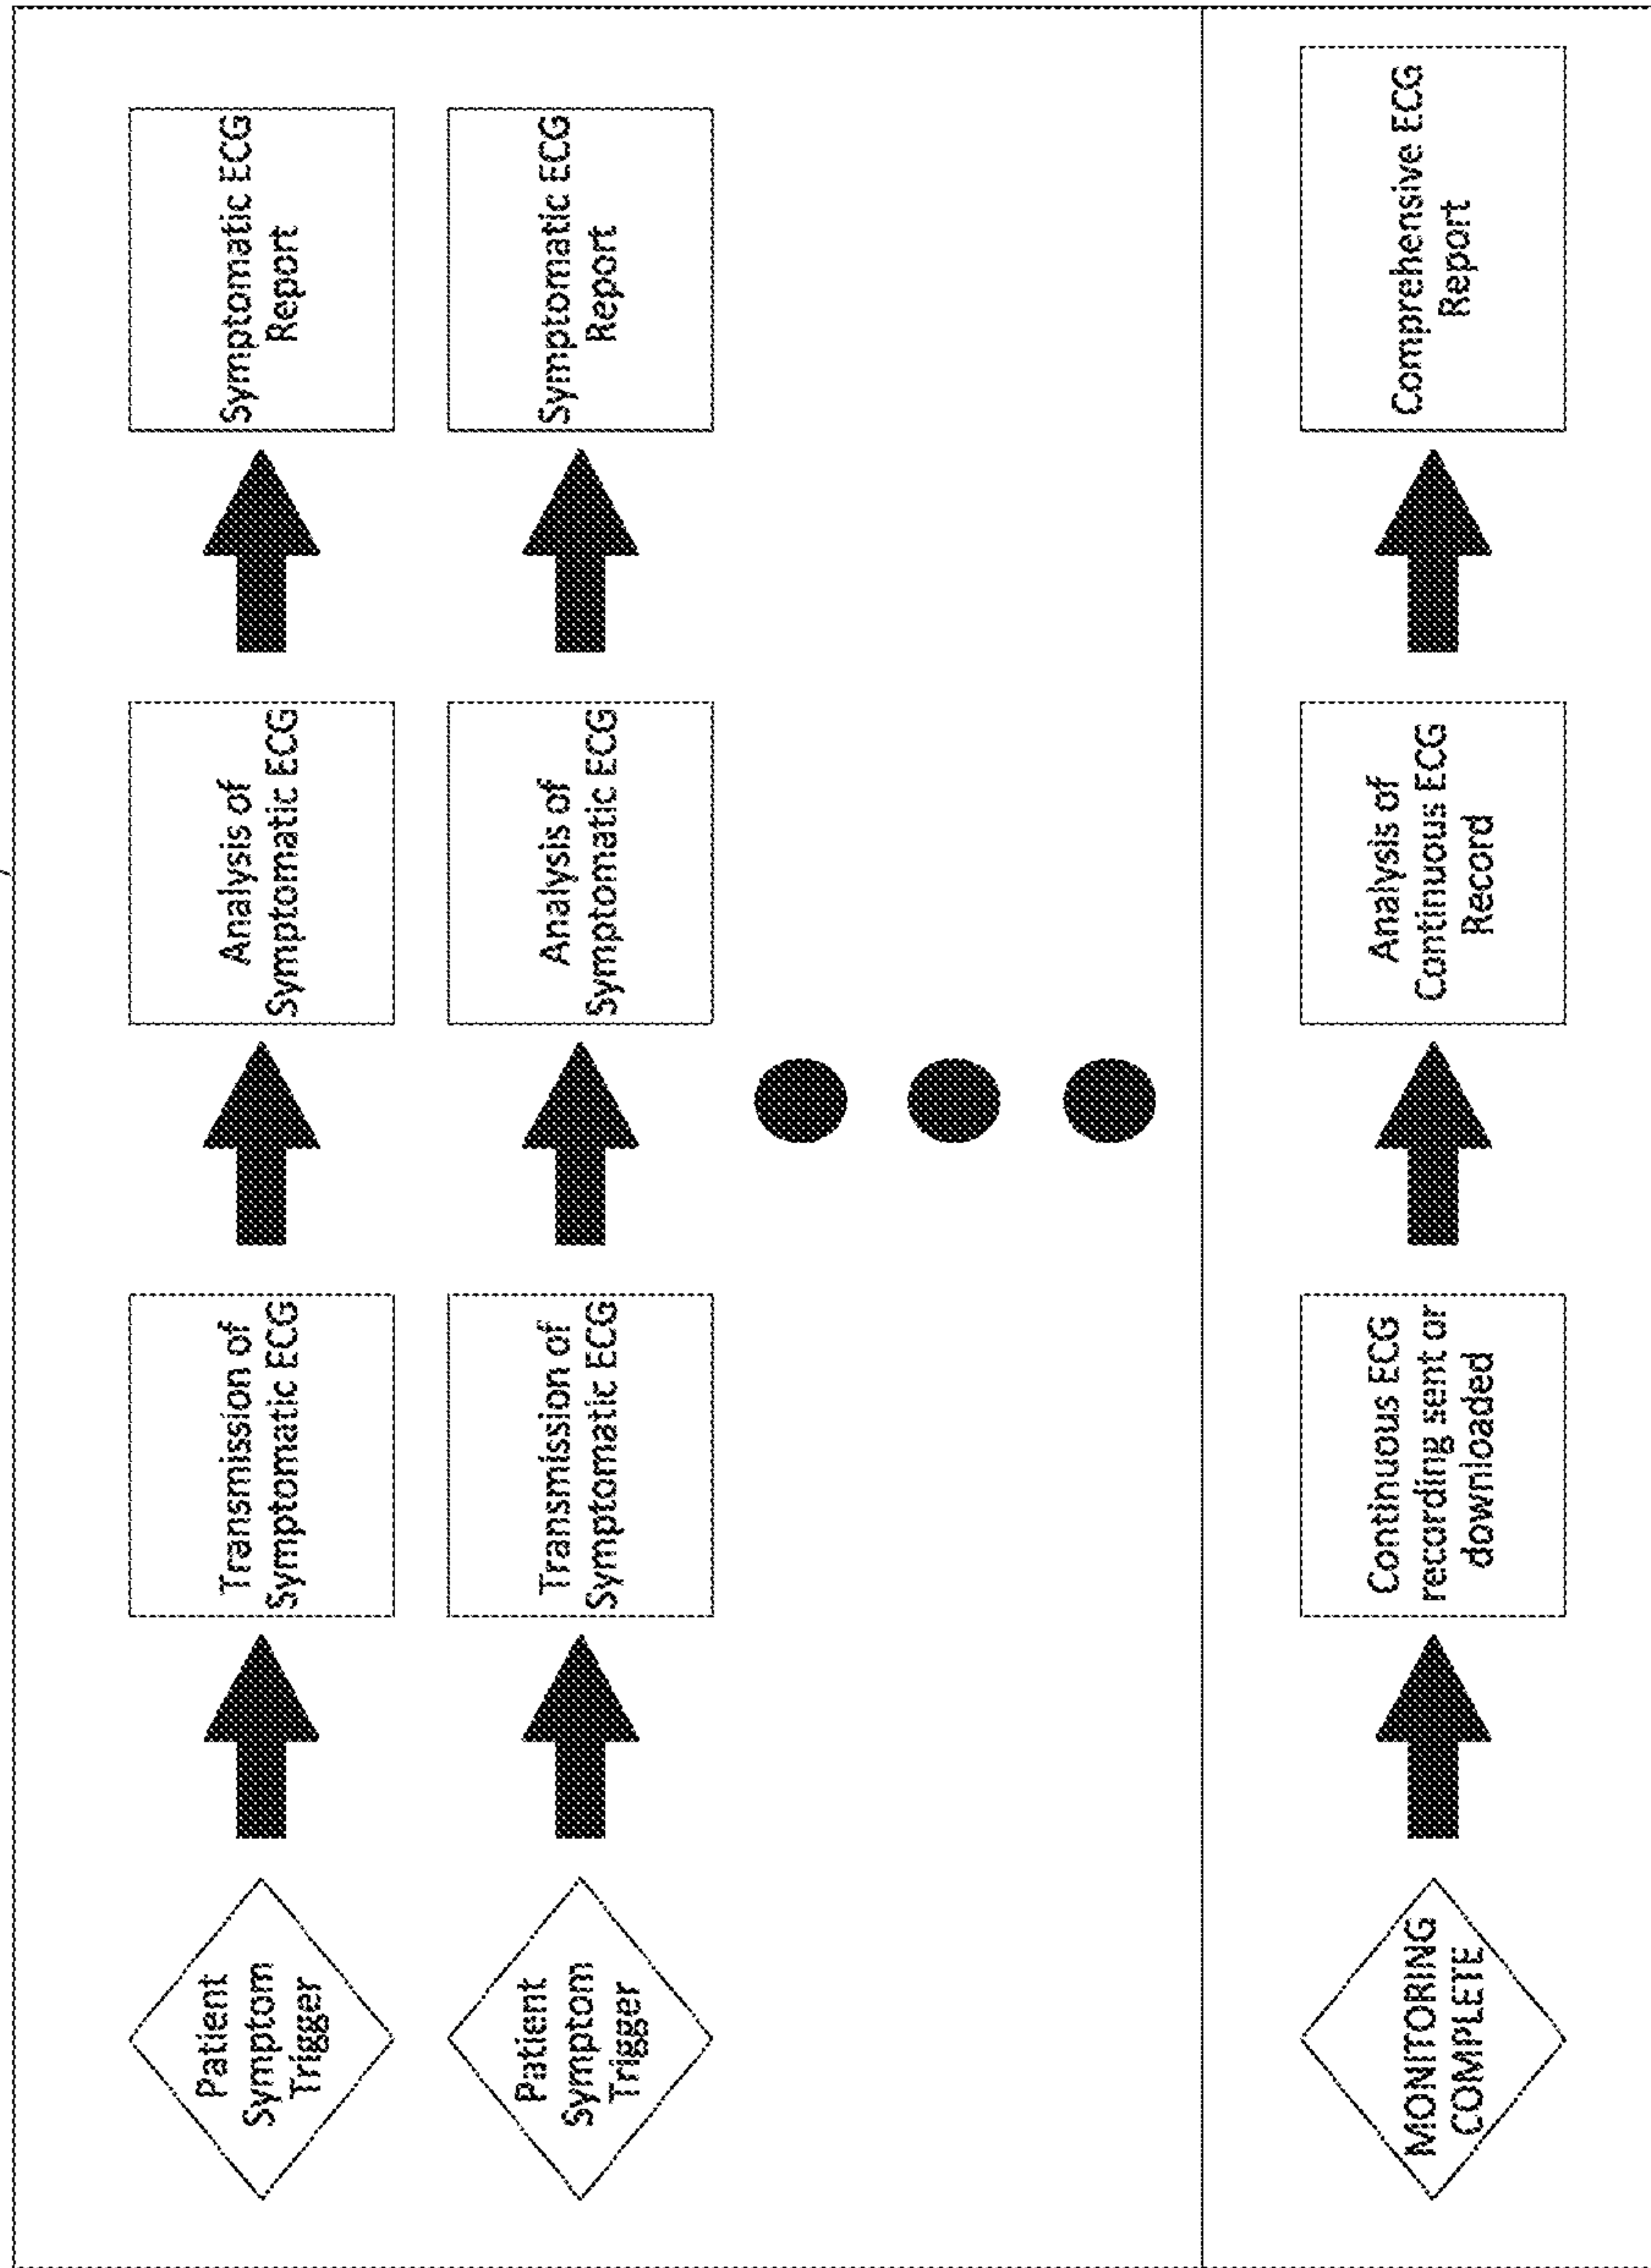 Patient
Symptom
Trigger
Transmission of
Symptomatic ECG
Analysis of
Symptomatic ECG
Symptomatic ECG
Report
Patient
Symptom
Trigger
Transmission of
Symptomatic ECG
Analysis of
Symptomatic ECG
Symptomatic ECG
Report
MONITORING
COMPLETE
Continuous ECG
recording sent or
downloaded
Analysis of
Continuous ECG
Record
Comprehensive ECG
Report